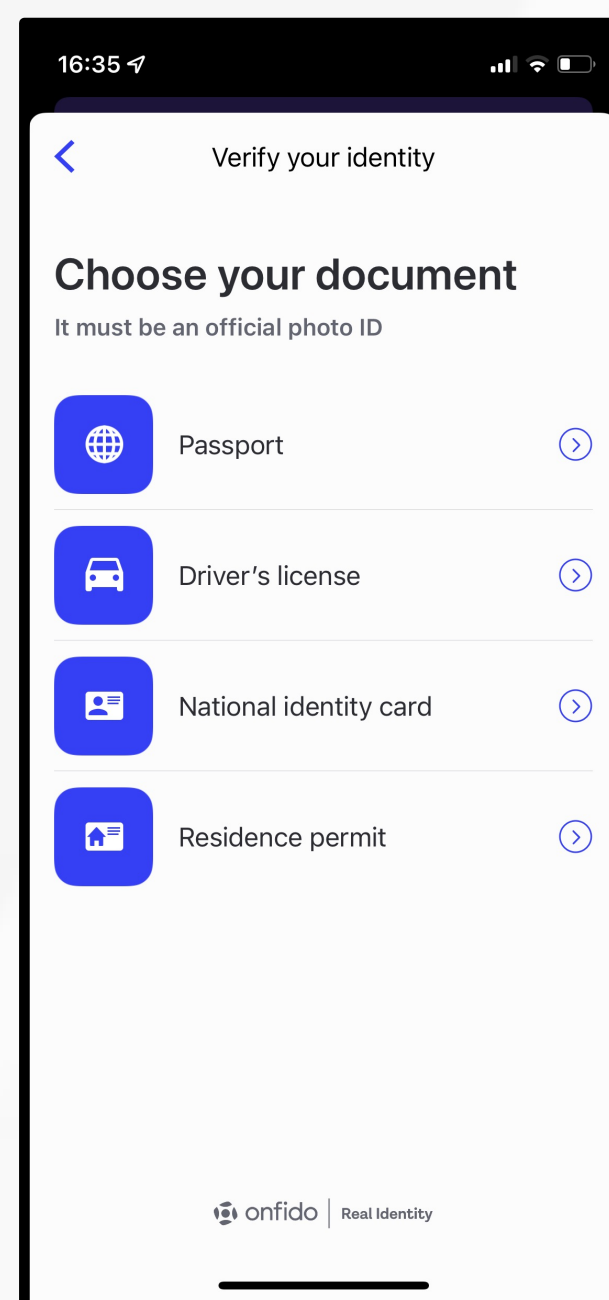 16:35
Verify your identity
Choose your document
It must be an official photo ID
Passport
Driver's license
National identity card
Residence permit
onfido | Real Identity